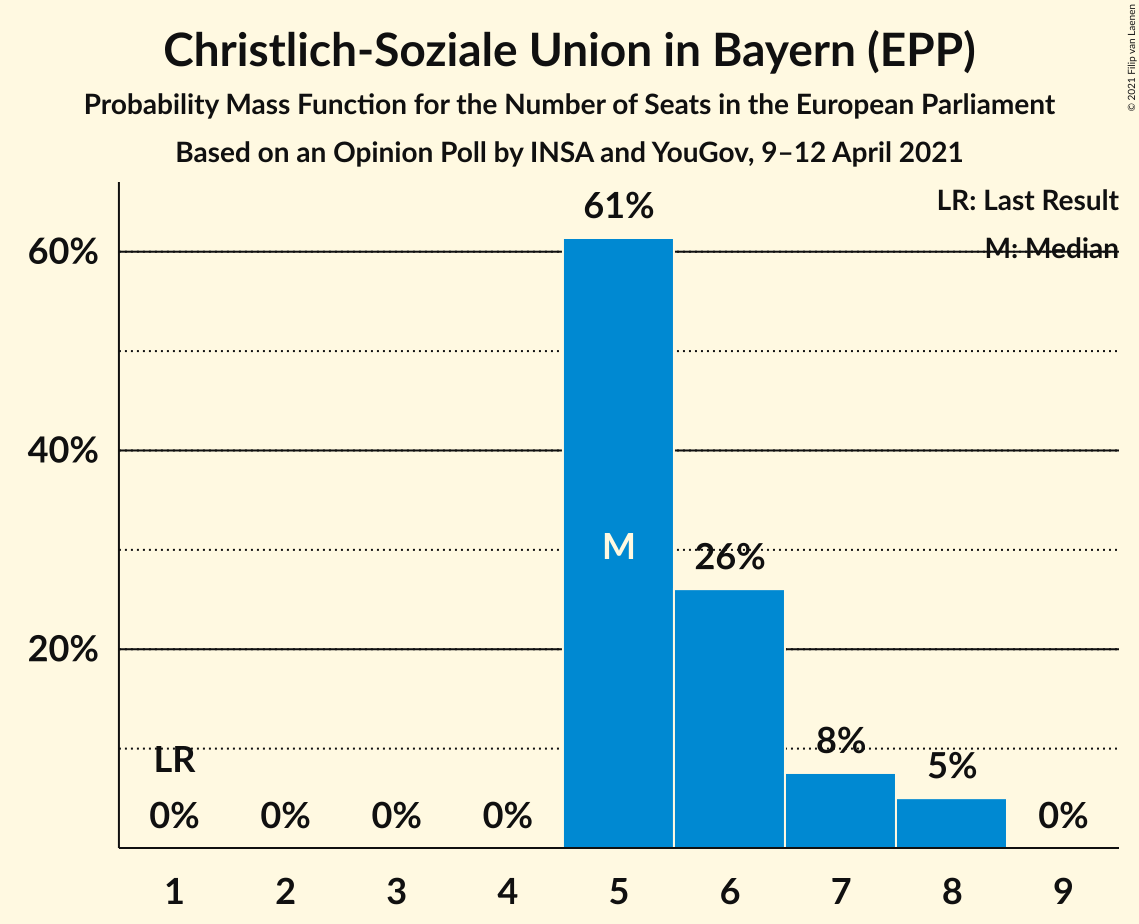 Christlich-Soziale Union in Bayern (EPP)
Probability Mass Function for the Number of Seats in the European Parliament
Based on an Opinion Poll by INSA and YouGov, 9–12 April 2021
© 2021 Filip van Laenen
LR: Last Result
M: Median
61%
60%
40%
M
26%
20%
8%
LR
5%
0% 0% 0% 0% 0%
1 2 3 4 5 6 7 8 9